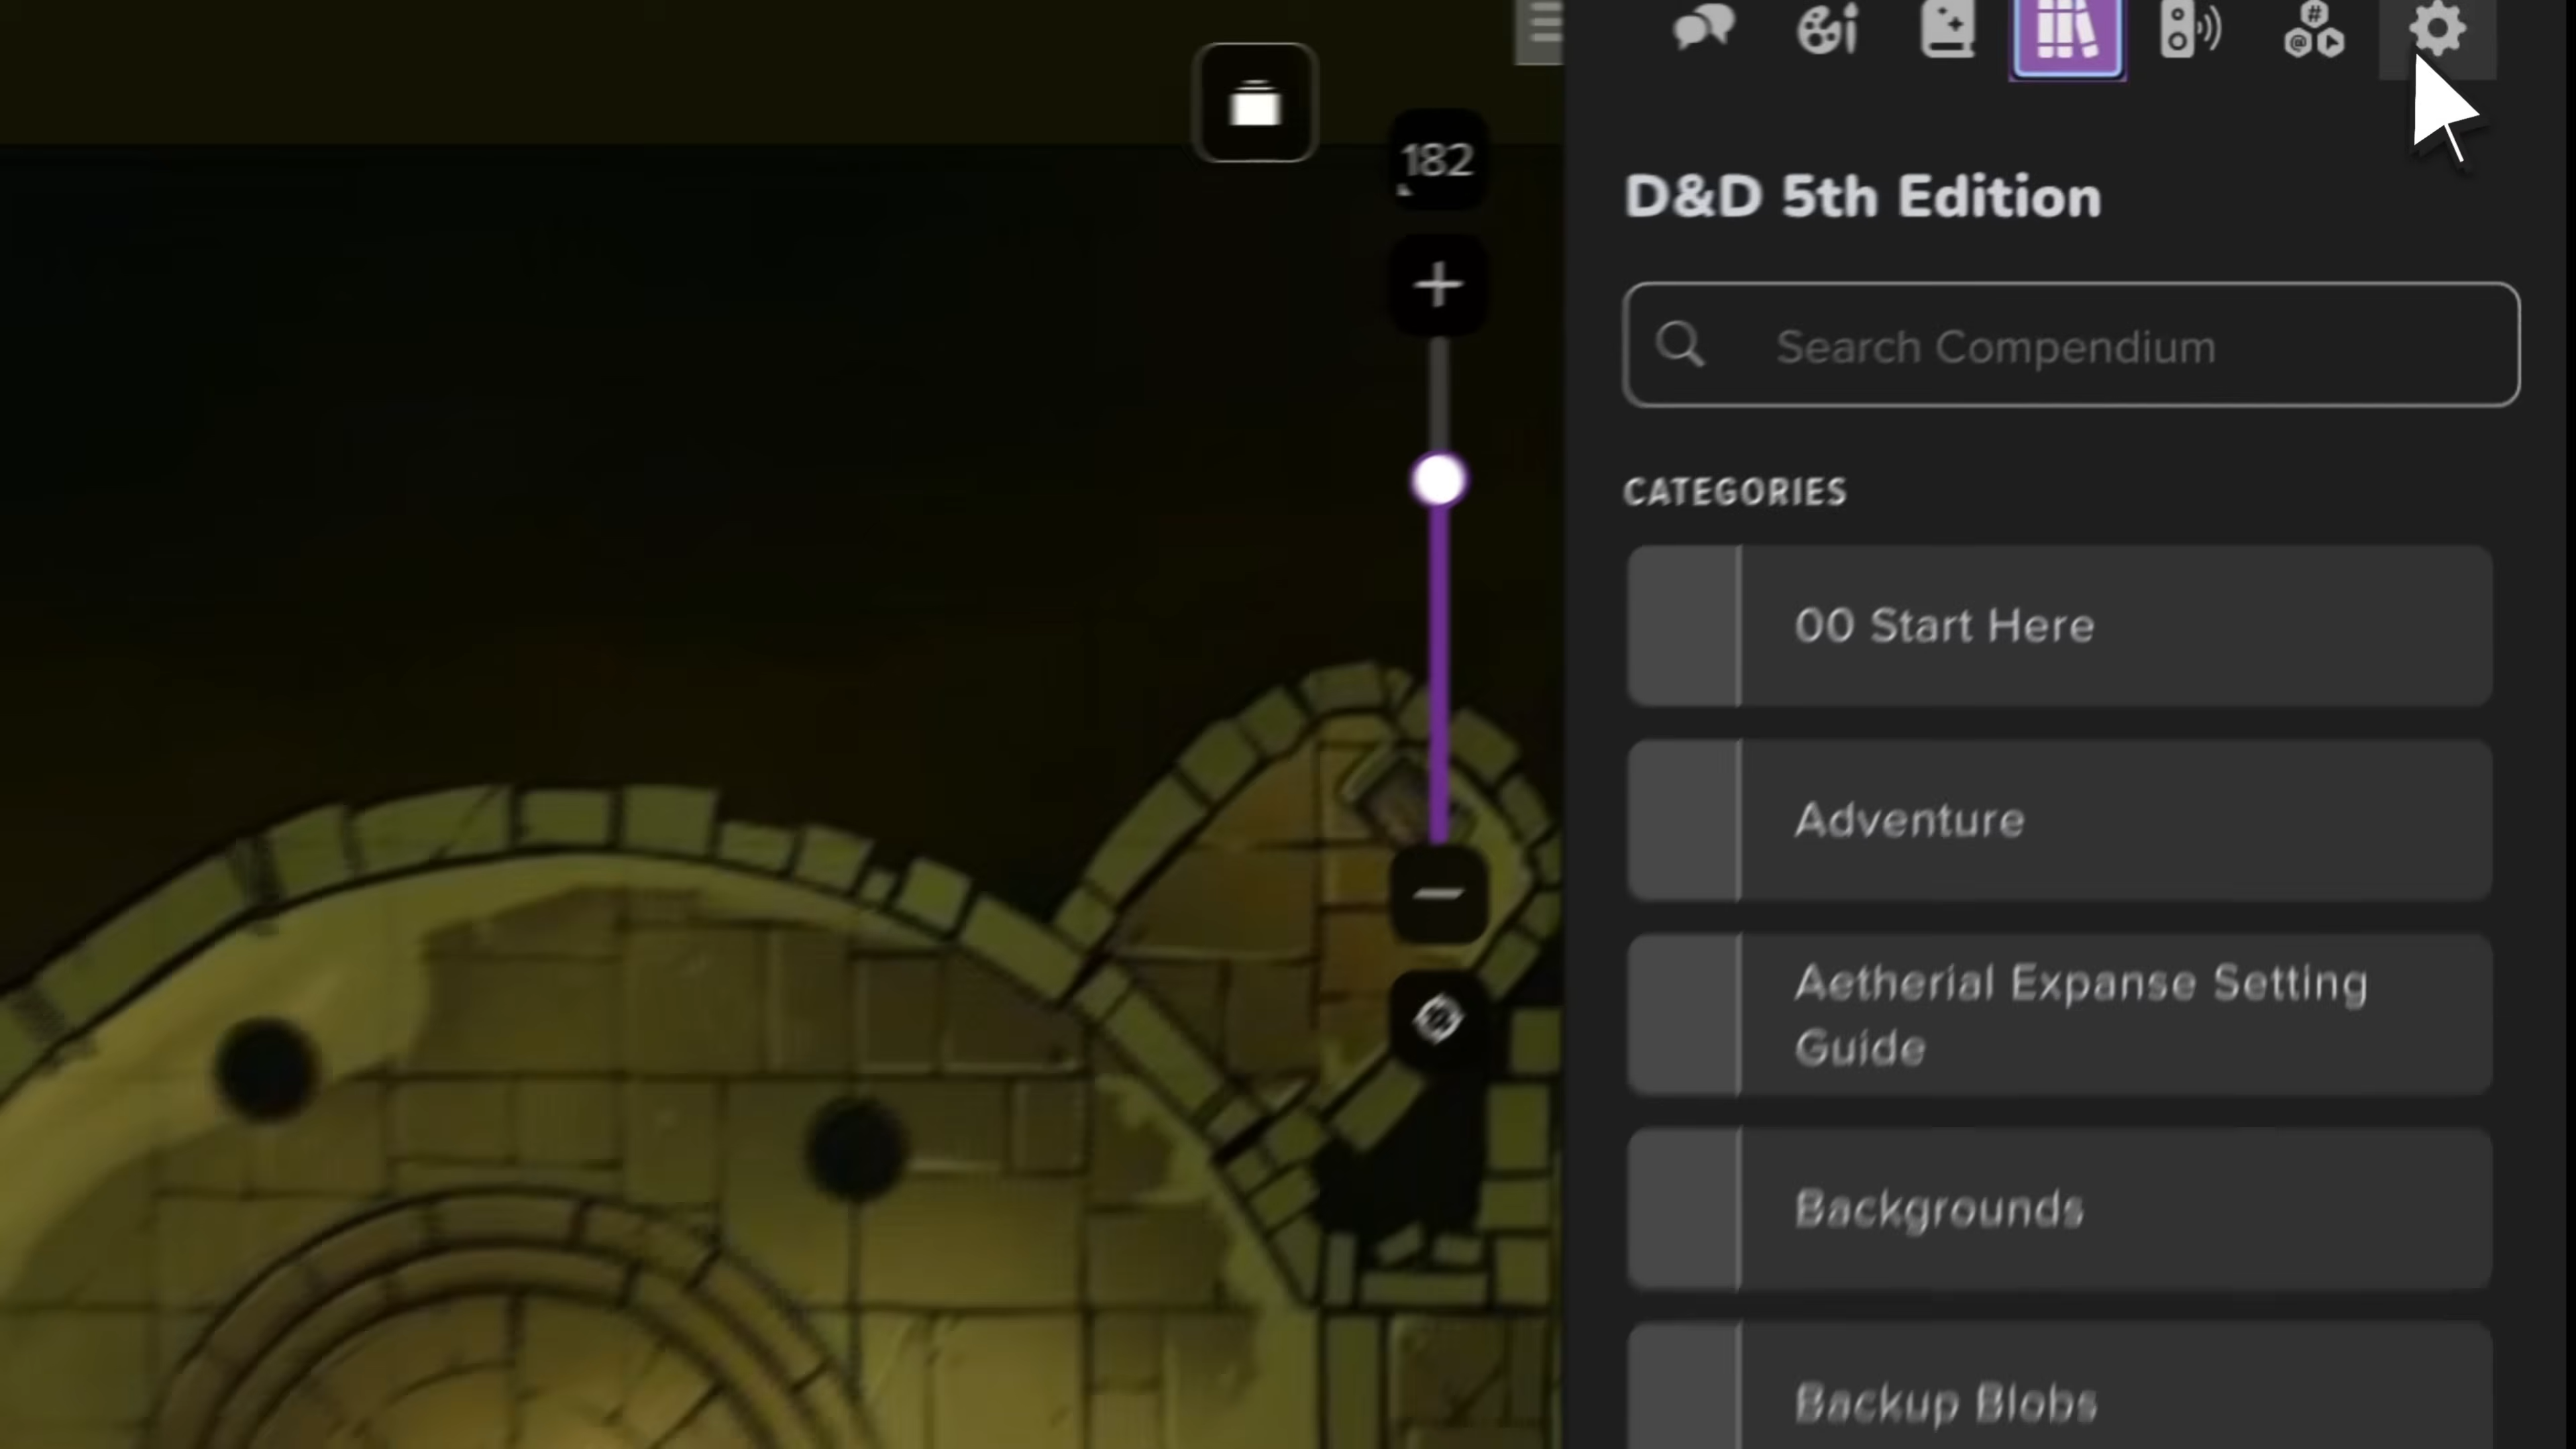 182
D&D 5th Edition
Search Compendium
CATEGORIES
00 Start Here
Adventure
Aetherial Expanse Setting
Guide
Backgrounds
Backup Blobs